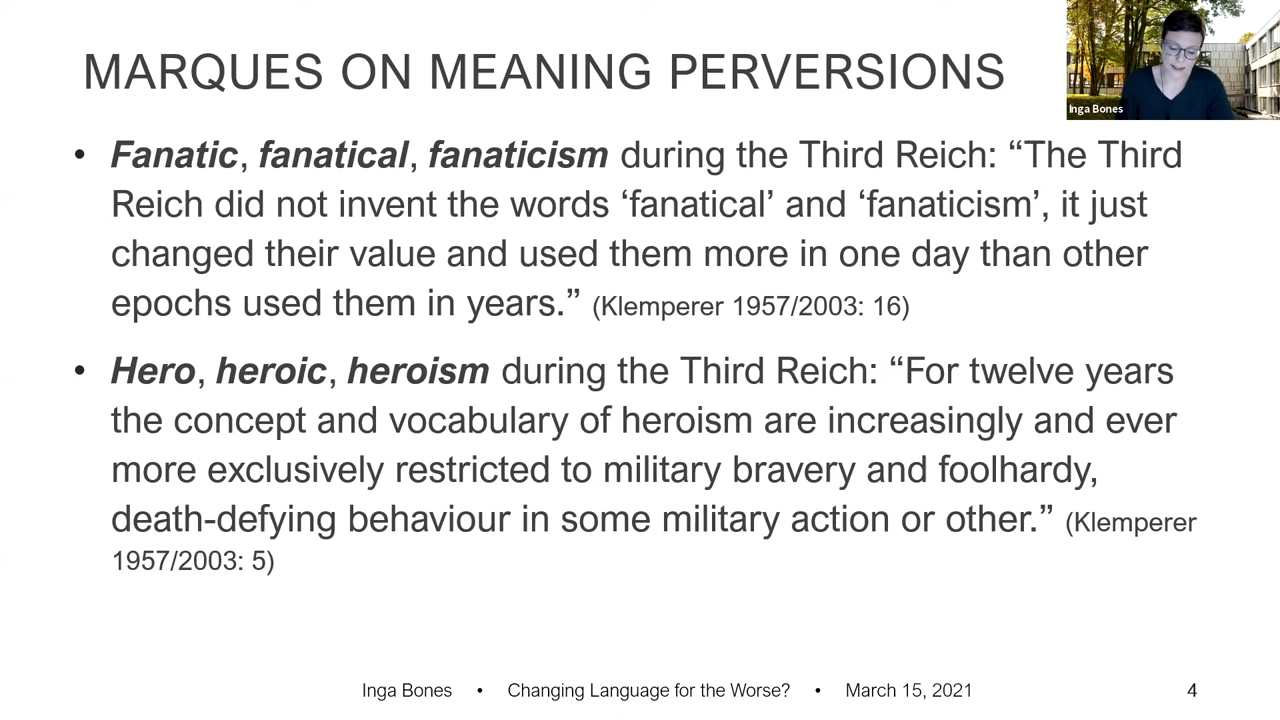 MARQUES ON MEANING PERVERSIONS
Inga Bones
• Fanatic, fanatical, fanaticism during the Third Reich: “The Third
Reich did not invent the words ‘fanatical’ and ‘fanaticism’, it just
changed their value and used them more in one day than other
epochs used them in years.” (Klemperer 1957/2003: 16)
• Hero, heroic, heroism during the Third Reich: “For twelve years
the concept and vocabulary of heroism are increasingly and ever
more exclusively restricted to military bravery and foolhardy,
death-defying behaviour in some military action or other.” (Klemperer
1957/2003: 5)
Inga Bones • Changing Language for the Worse? • March 15, 2021 4